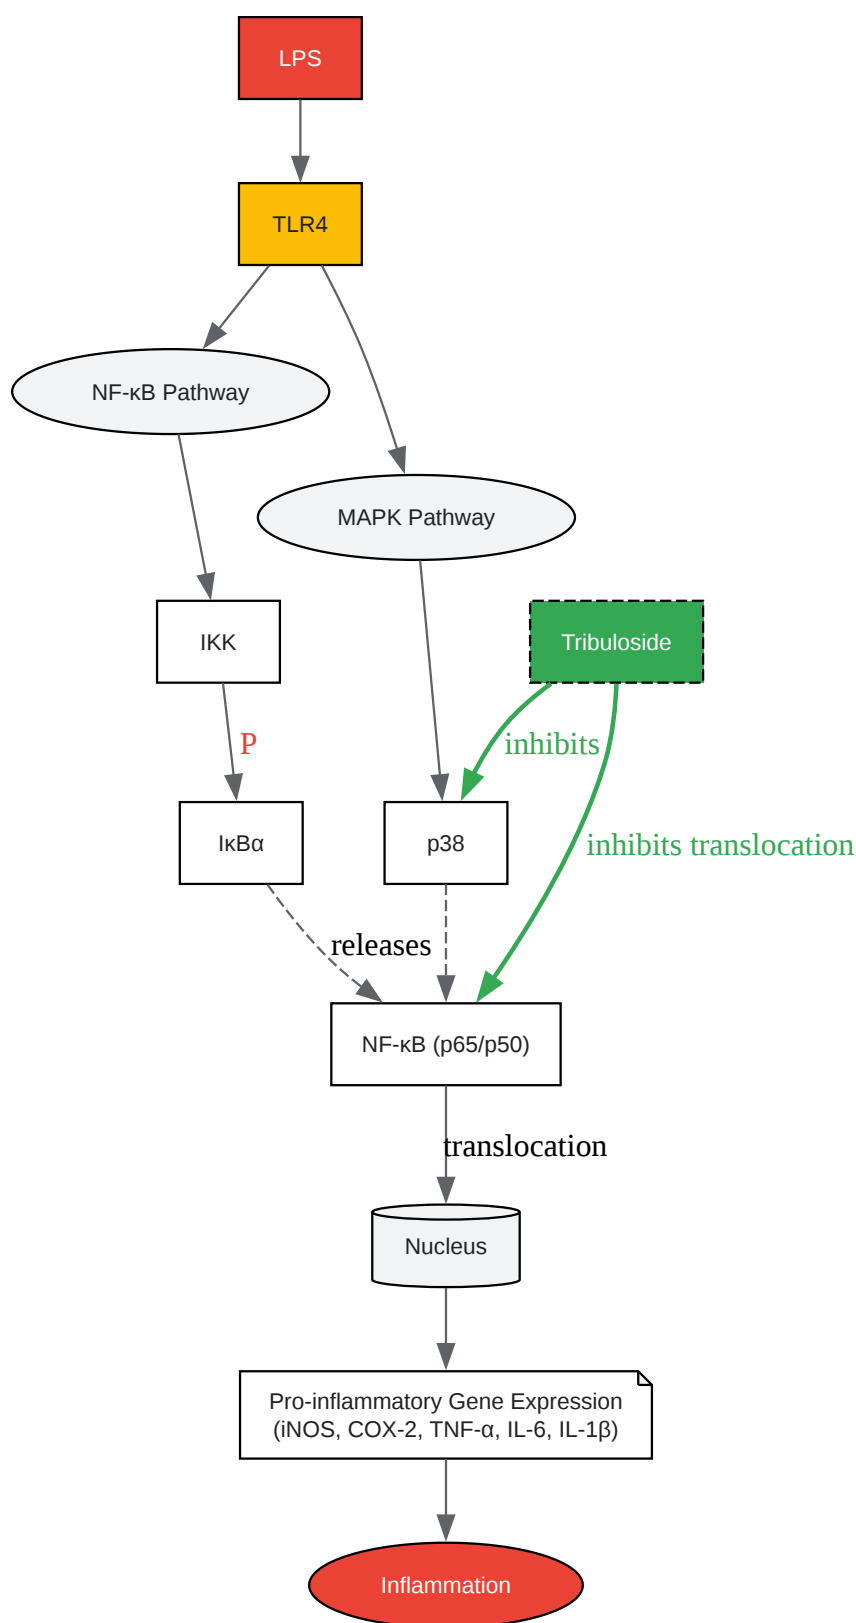 LPS
TLR4
NF-κB Pathway
MAPK Pathway
IKK
Tribuloside
P
inhibits
IκBα
p38
inhibits translocation
releases
NF-κB (p65/p50)
translocation
Nucleus
Pro-inflammatory Gene Expression
(iNOS, COX-2, TNF-α, IL-6, IL-1β)
Inflammation